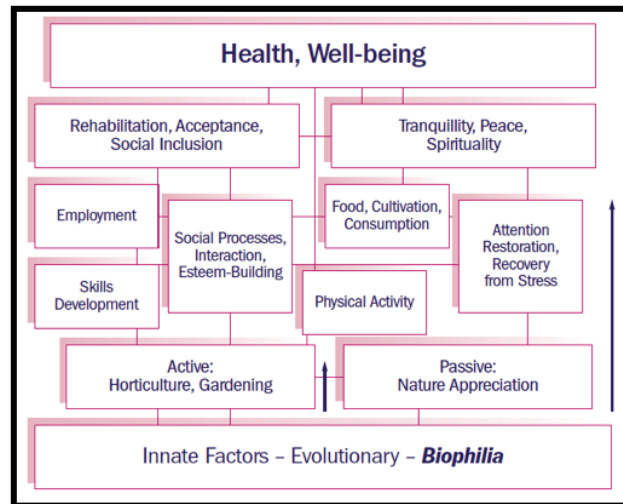 Health, Well-being
Rehabilitation, Acceptance,
Social Inclusion
Tranquillity, Peace,
Spirituality
Employment
Social Processes,
Interaction,
Esteem-Building
Food, Cultivation,
Consumption
Attention
Restoration,
Recovery
from Stress
Skills
Development
Physical Activity
Active:
Horticulture, Gardening
Passive:
Nature Appreciation
Innate Factors – Evolutionary – Biophilia